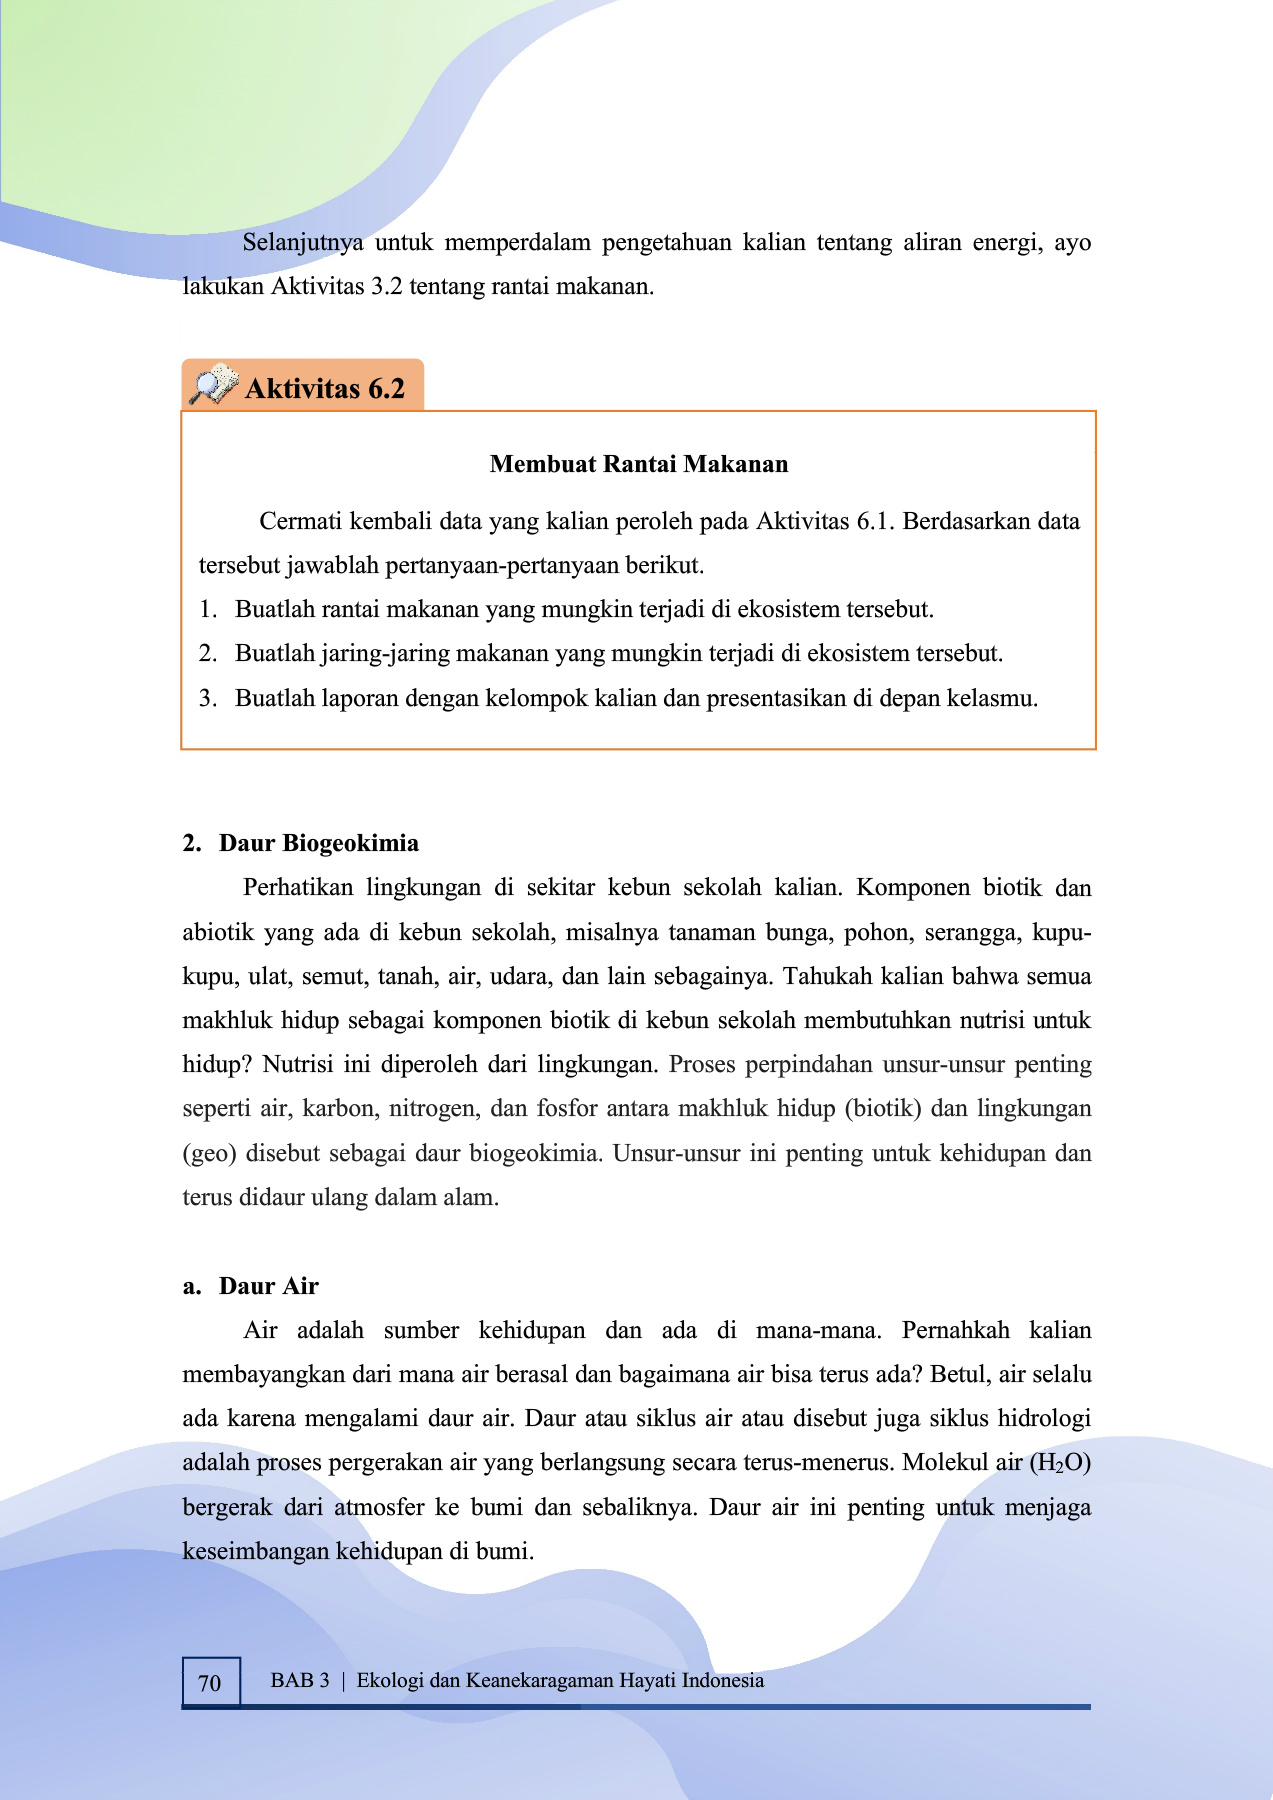 Selanjutnya untuk memperdalam pengetahuan kalian tentang aliran energi, ayo
lakukan Aktivitas 3.2 tentang rantai makanan.
Aktivitas 6.2
Membuat Rantai Makanan
Cermati kembali data yang kalian peroleh pada Aktivitas 6.1. Berdasarkan data
tersebut jawablah pertanyaan-pertanyaan berikut.
1. Buatlah rantai makanan yang mungkin terjadi di ekosistem tersebut.
2. Buatlah jaring-jaring makanan yang mungkin terjadi di ekosistem tersebut.
3. Buatlah laporan dengan kelompok kalian dan presentasikan di depan kelasmu.
2. Daur Biogeokimia
Perhatikan lingkungan di sekitar kebun sekolah kalian. Komponen biotik dan
abiotik yang ada di kebun sekolah, misalnya tanaman bunga, pohon, serangga, kupu-
kupu, ulat, semut, tanah, air, udara, dan lain sebagainya. Tahukah kalian bahwa semua
makhluk hidup sebagai komponen biotik di kebun sekolah membutuhkan nutrisi untuk
hidup? Nutrisi ini diperoleh dari lingkungan. Proses perpindahan unsur-unsur penting
seperti air, karbon, nitrogen, dan fosfor antara makhluk hidup (biotik) dan lingkungan
(geo) disebut sebagai daur biogeokimia. Unsur-unsur ini penting untuk kehidupan dan
terus didaur ulang dalam alam.
a. Daur Air
Air adalah sumber kehidupan dan ada di mana-mana. Pernahkah kalian
membayangkan dari mana air berasal dan bagaimana air bisa terus ada? Betul, air selalu
ada karena mengalami daur air. Daur atau siklus air atau disebut juga siklus hidrologi
adalah proses pergerakan air yang berlangsung secara terus-menerus. Molekul air (H₂O)
bergerak dari atmosfer ke bumi dan sebaliknya. Daur air ini penting untuk menjaga
keseimbangan kehidupan di bumi.
70 BAB 3 | Ekologi dan Keanekaragaman Hayati Indonesia